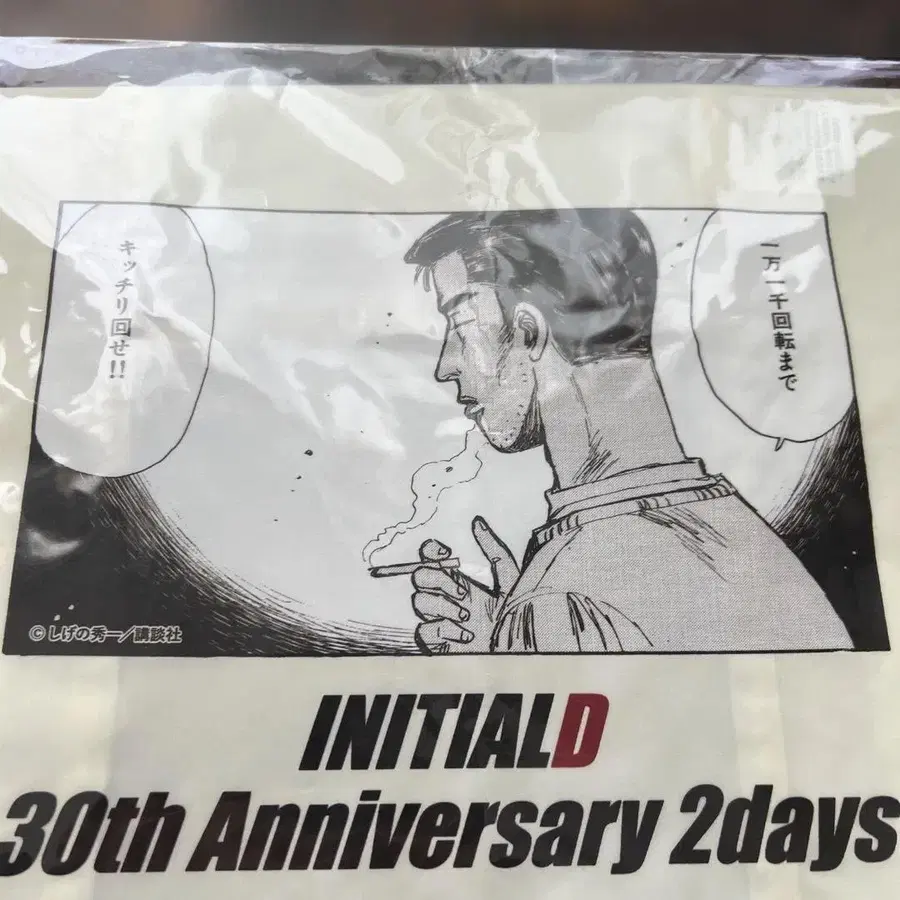 一万一千回転まで
キッチリ回せ!!
© しげの秀一/講談社
INITIALD
30th Anniversary 2days